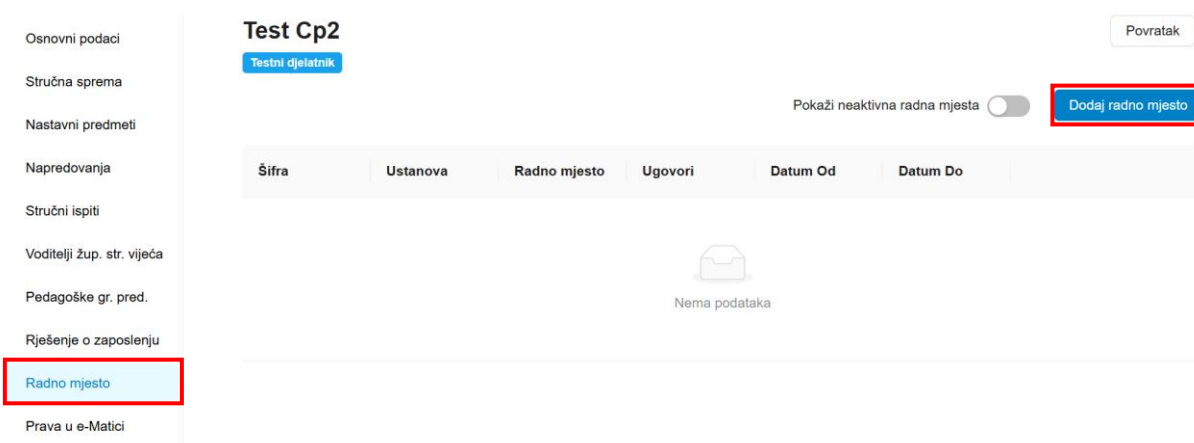 Osnovni podaci
Stručna sprema
Nastavni predmeti
Napredovanja
Stručni ispiti
Voditelji žup. str. vijeća
Pedagoške gr. pred.
Rješenje o zaposlenju
Radno mjesto
Prava u e-Matici
Test Cp2
Povratak
Testni djelatnik
Pokaži neaktivna radna mjesta
Dodaj radno mjesto
Šifra Ustanova Radno mjesto Ugovori Datum Od Datum Do
Nema podataka